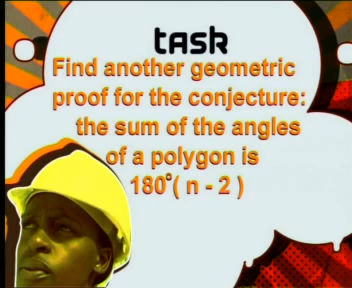 task
Find another geometric
proof for the conjecture:
the sum of the angles
of a polygon is
180°( n - 2 )